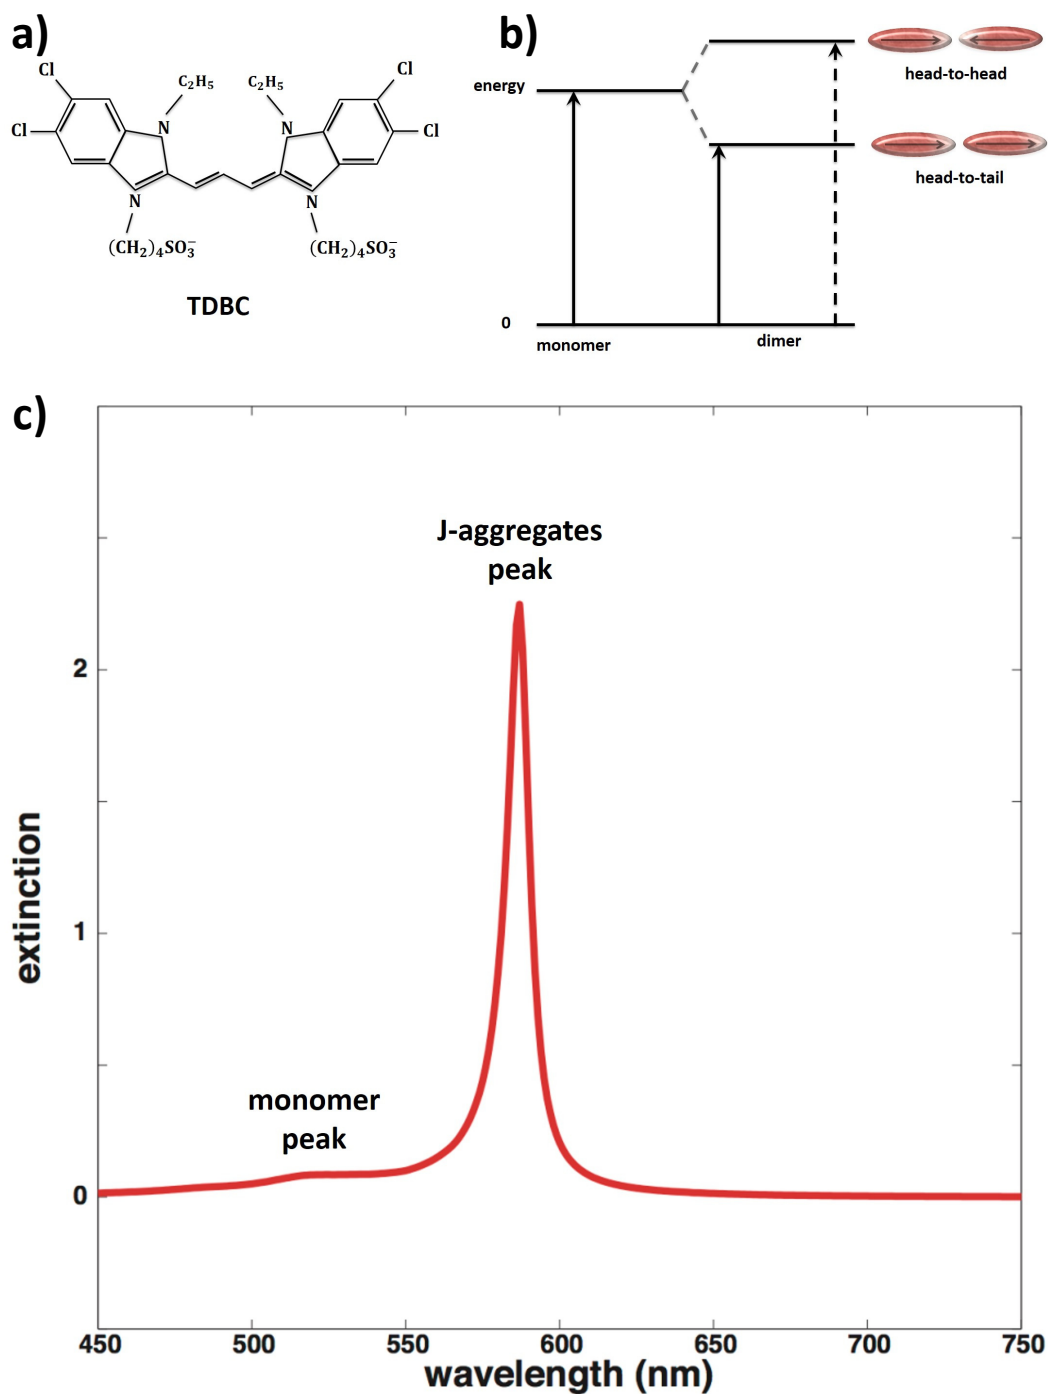 a)
Cl
Cl
C₂H₅
C₂H₅
Cl
Cl
N
N
N
N
(CH₂)₄SO₃⁻
(CH₂)₄SO₃⁻
TDBC
b)
energy
0
monomer
dimer
head-to-head
head-to-tail
c)
J-aggregates
peak
monomer
peak
extinction
2
1
0
450
500
550
600
650
700
750
wavelength (nm)